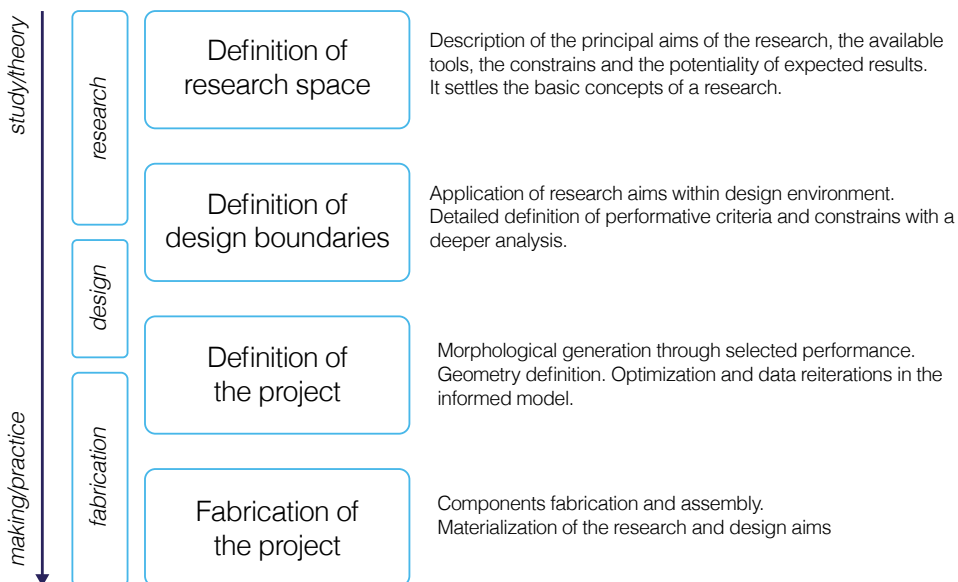 study/theory
research
Definition of
research space
Description of the principal aims of the research, the available
tools, the constrains and the potentiality of expected results.
It settles the basic concepts of a research.
Definition of
design boundaries
Application of research aims within design environment.
Detailed definition of performative criteria and constrains with a
deeper analysis.
design
Definition of
the project
Morphological generation through selected performance.
Geometry definition. Optimization and data reiterations in the
informed model.
making/practice
fabrication
Fabrication of
the project
Components fabrication and assembly.
Materialization of the research and design aims